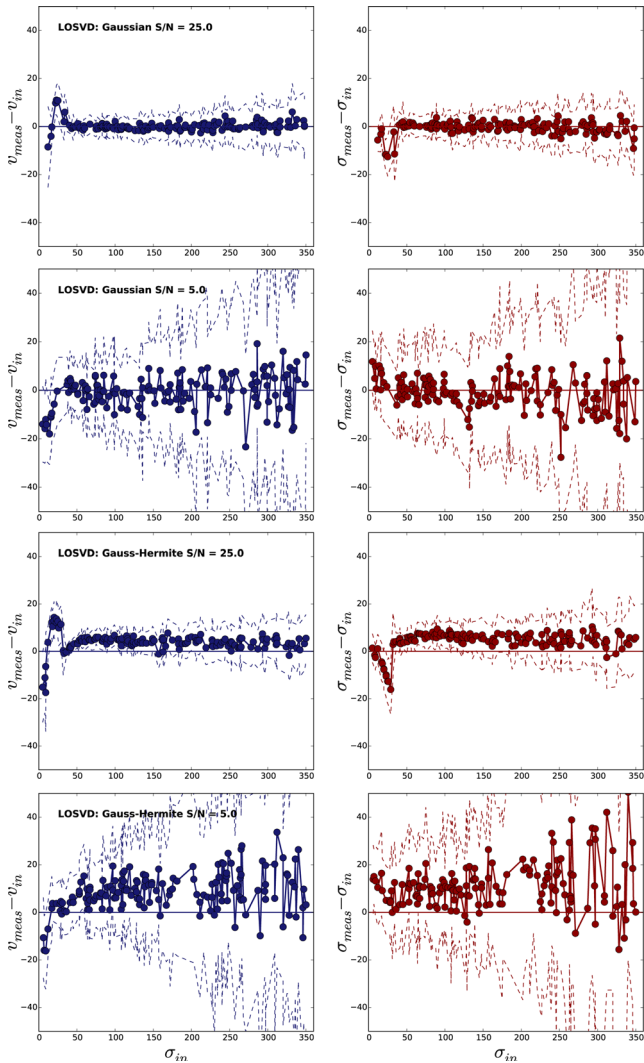 LOSVD: Gaussian S/N = 25.0
40
20
0
−20
−40
v_meas − v_in
0 50 100 150 200 250 300 350
40
20
0
−20
−40
σ_meas − σ_in
0 50 100 150 200 250 300 350
LOSVD: Gaussian S/N = 5.0
40
20
0
−20
−40
v_meas − v_in
0 50 100 150 200 250 300 350
40
20
0
−20
−40
σ_meas − σ_in
0 50 100 150 200 250 300 350
LOSVD: Gauss-Hermite S/N = 25.0
40
20
0
−20
−40
v_meas − v_in
0 50 100 150 200 250 300 350
40
20
0
−20
−40
σ_meas − σ_in
0 50 100 150 200 250 300 350
LOSVD: Gauss-Hermite S/N = 5.0
40
20
0
−20
−40
v_meas − v_in
0 50 100 150 200 250 300 350
σ_in
40
20
0
−20
−40
σ_meas − σ_in
0 50 100 150 200 250 300 350
σ_in